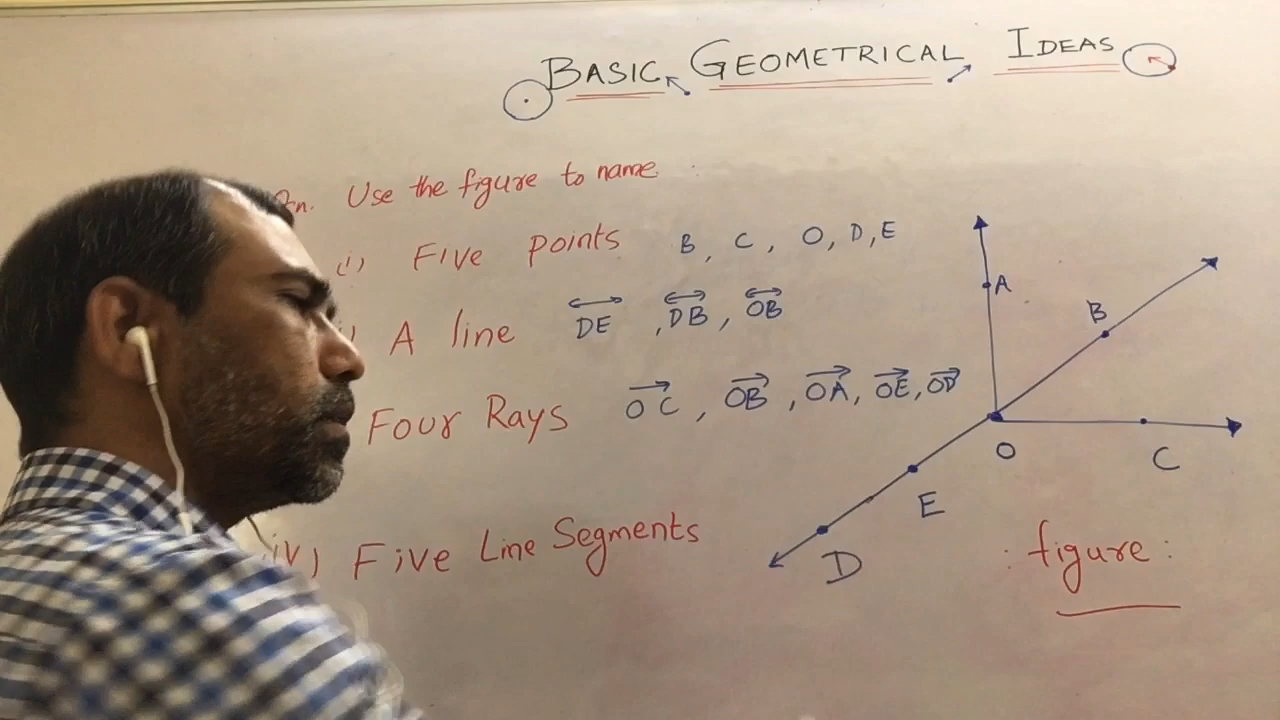 BASIC GEOMETRICAL IDEAS
Use the figure to name
(i) Five points B, C, O, D, E
A line DE, DB, OB
Four Rays OC, OB, OA, OE, OD
iv) Five Line Segments
A
B
O
C
E
D
figure: